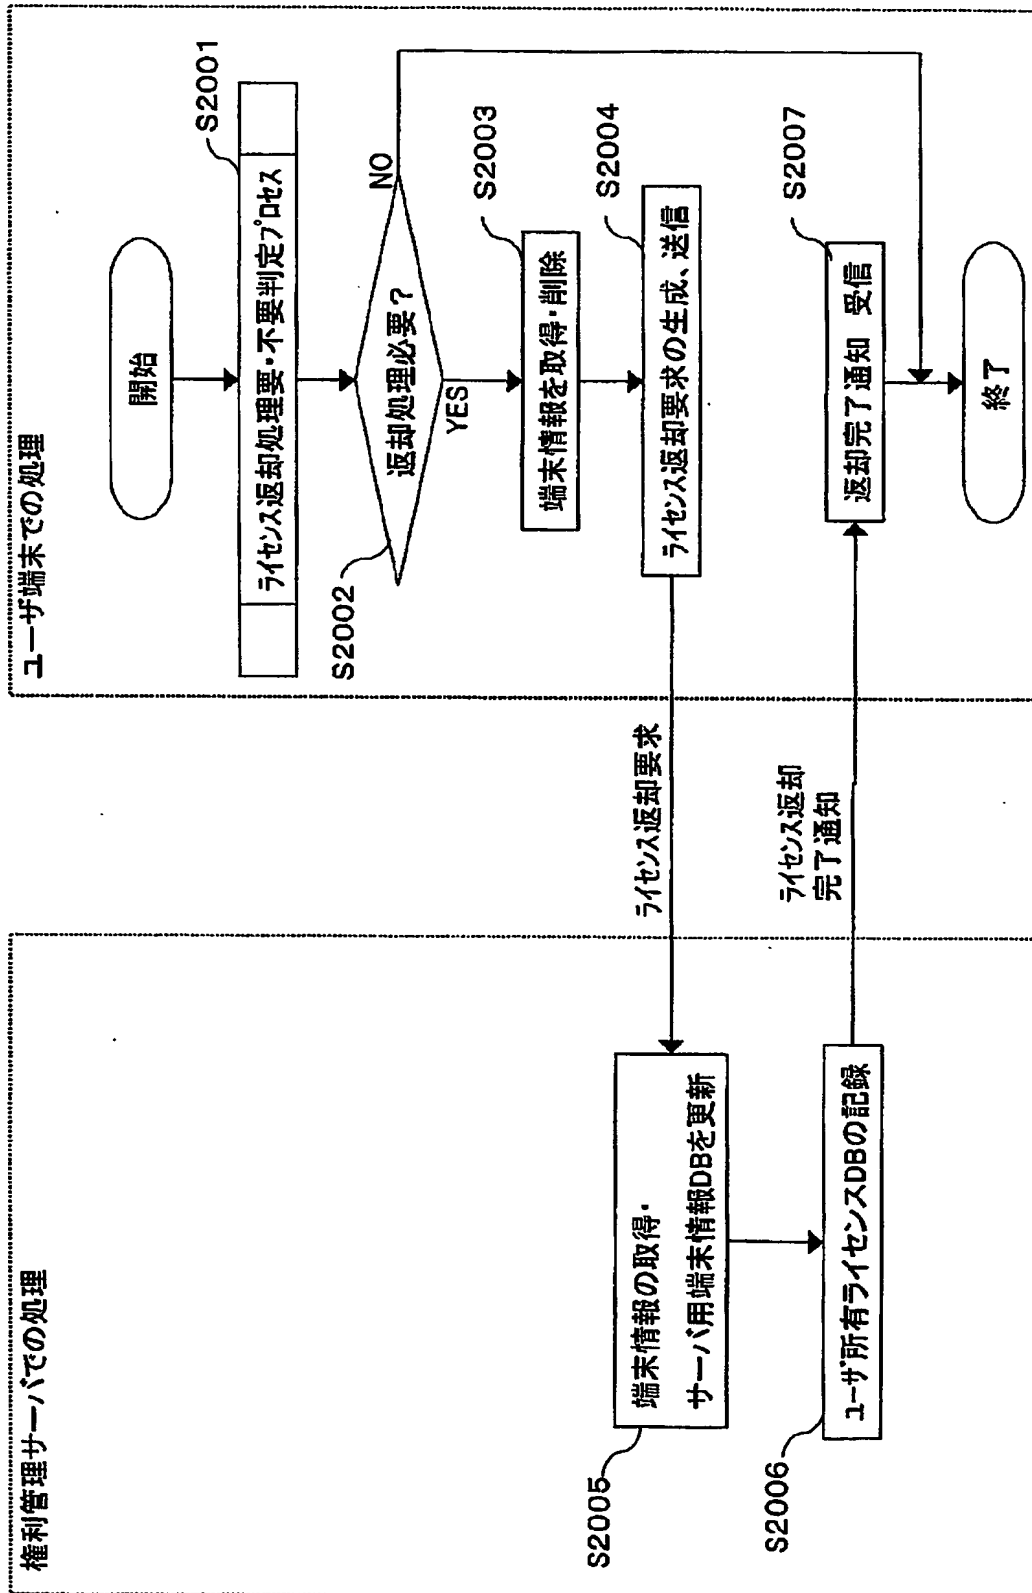 権利管理サーバでの処理
ユーザ端末での処理
開始
S2001
ライセンス返却処理要・不要判定プロセス
S2002
返却処理必要？
NO
YES
S2003
端末情報を取得・削除
S2004
ライセンス返却要求の生成、送信
ライセンス返却要求
S2005
端末情報の取得・
サーバ用端末情報DBを更新
S2006
ユーザ所有ライセンスDBの記録
ライセンス返却
完了通知
S2007
返却完了通知 受信
終了